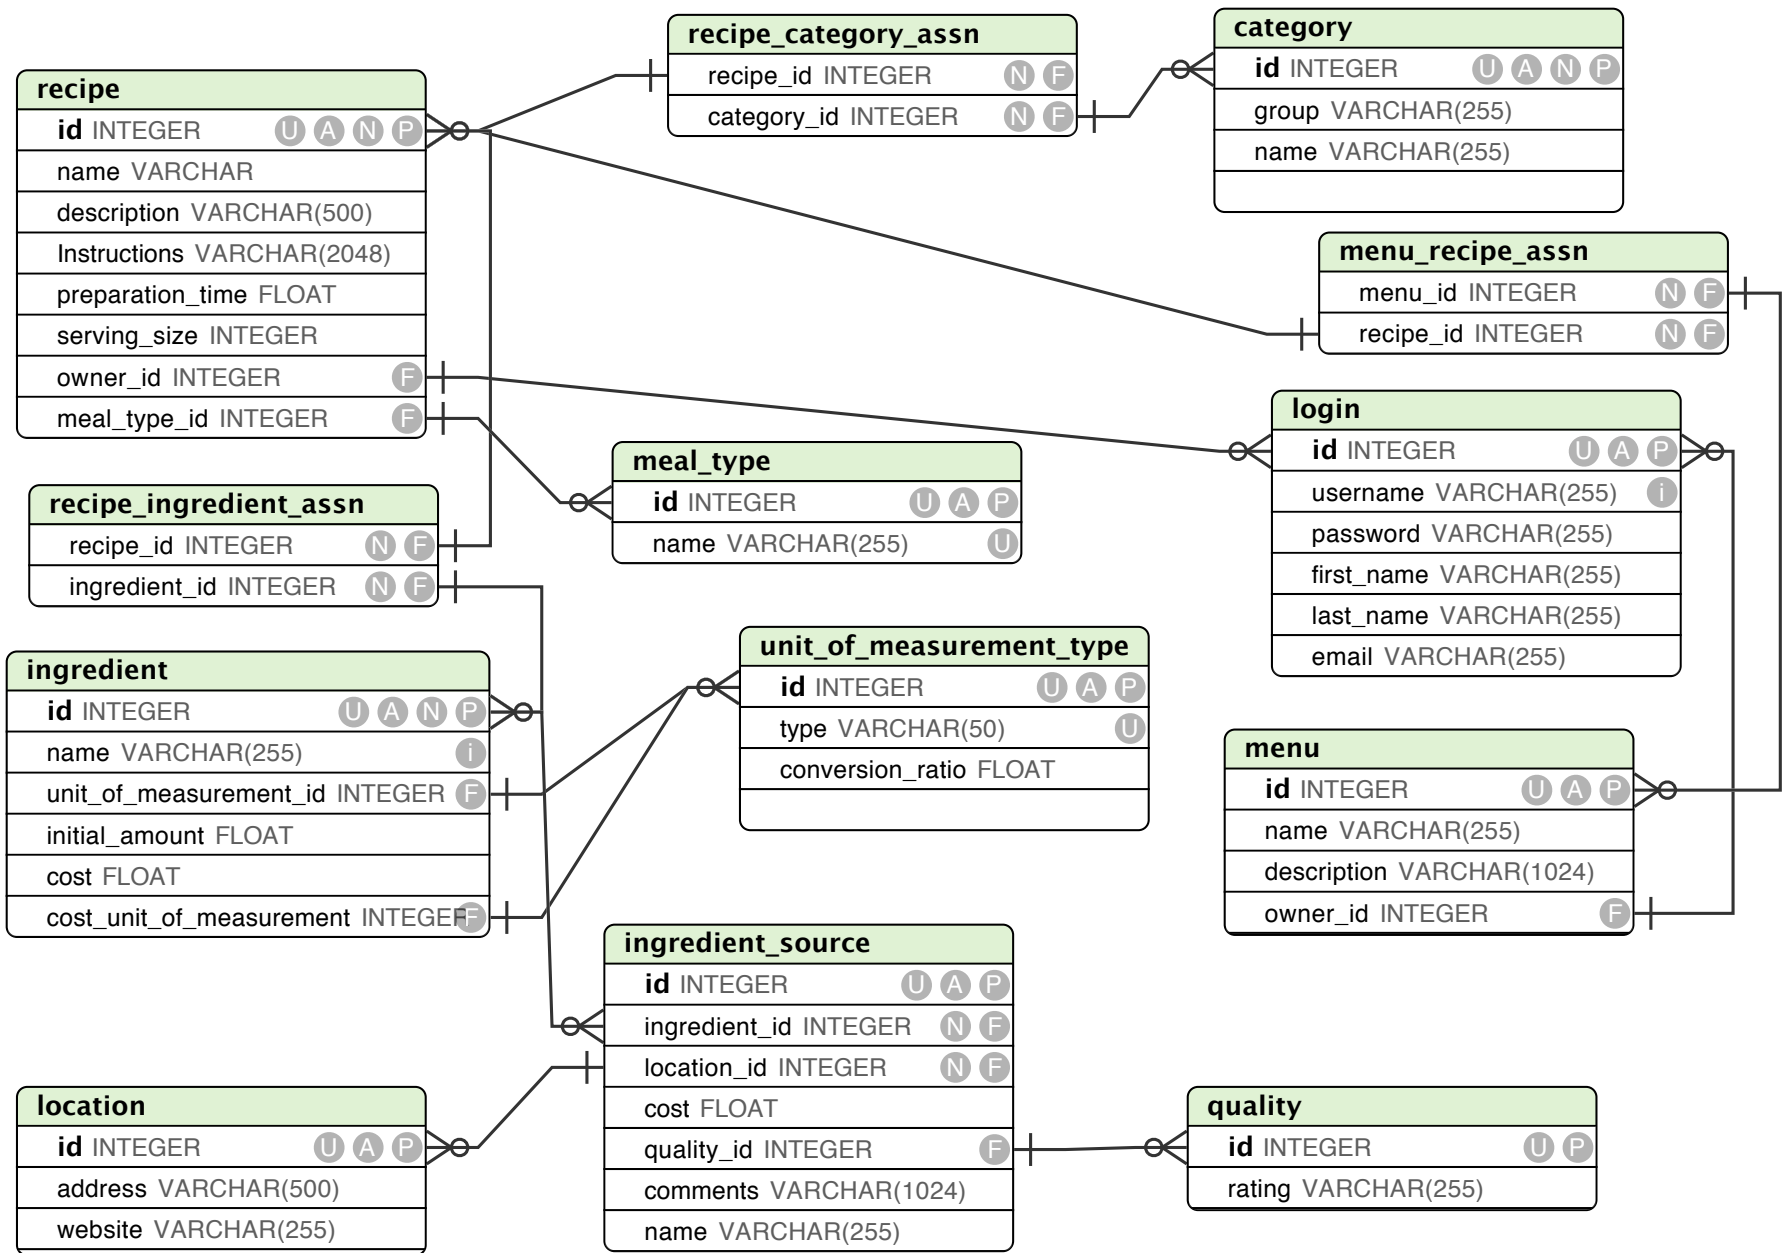 recipe
id INTEGER U A N P
name VARCHAR
description VARCHAR(500)
Instructions VARCHAR(2048)
preparation_time FLOAT
serving_size INTEGER
owner_id INTEGER F
meal_type_id INTEGER F
recipe_category_assn
recipe_id INTEGER N F
category_id INTEGER N F
category
id INTEGER U A N P
group VARCHAR(255)
name VARCHAR(255)
menu_recipe_assn
menu_id INTEGER N F
recipe_id INTEGER N F
login
id INTEGER U A P
username VARCHAR(255) i
password VARCHAR(255)
first_name VARCHAR(255)
last_name VARCHAR(255)
email VARCHAR(255)
meal_type
id INTEGER U A P
name VARCHAR(255) U
recipe_ingredient_assn
recipe_id INTEGER N F
ingredient_id INTEGER N F
ingredient
id INTEGER U A N P
name VARCHAR(255) i
unit_of_measurement_id INTEGER F
initial_amount FLOAT
cost FLOAT
cost_unit_of_measurement INTEGER F
unit_of_measurement_type
id INTEGER U A P
type VARCHAR(50) U
conversion_ratio FLOAT
menu
id INTEGER U A P
name VARCHAR(255)
description VARCHAR(1024)
owner_id INTEGER F
ingredient_source
id INTEGER U A P
ingredient_id INTEGER N F
location_id INTEGER N F
cost FLOAT
quality_id INTEGER F
comments VARCHAR(1024)
name VARCHAR(255)
location
id INTEGER U A P
address VARCHAR(500)
website VARCHAR(255)
quality
id INTEGER U P
rating VARCHAR(255)